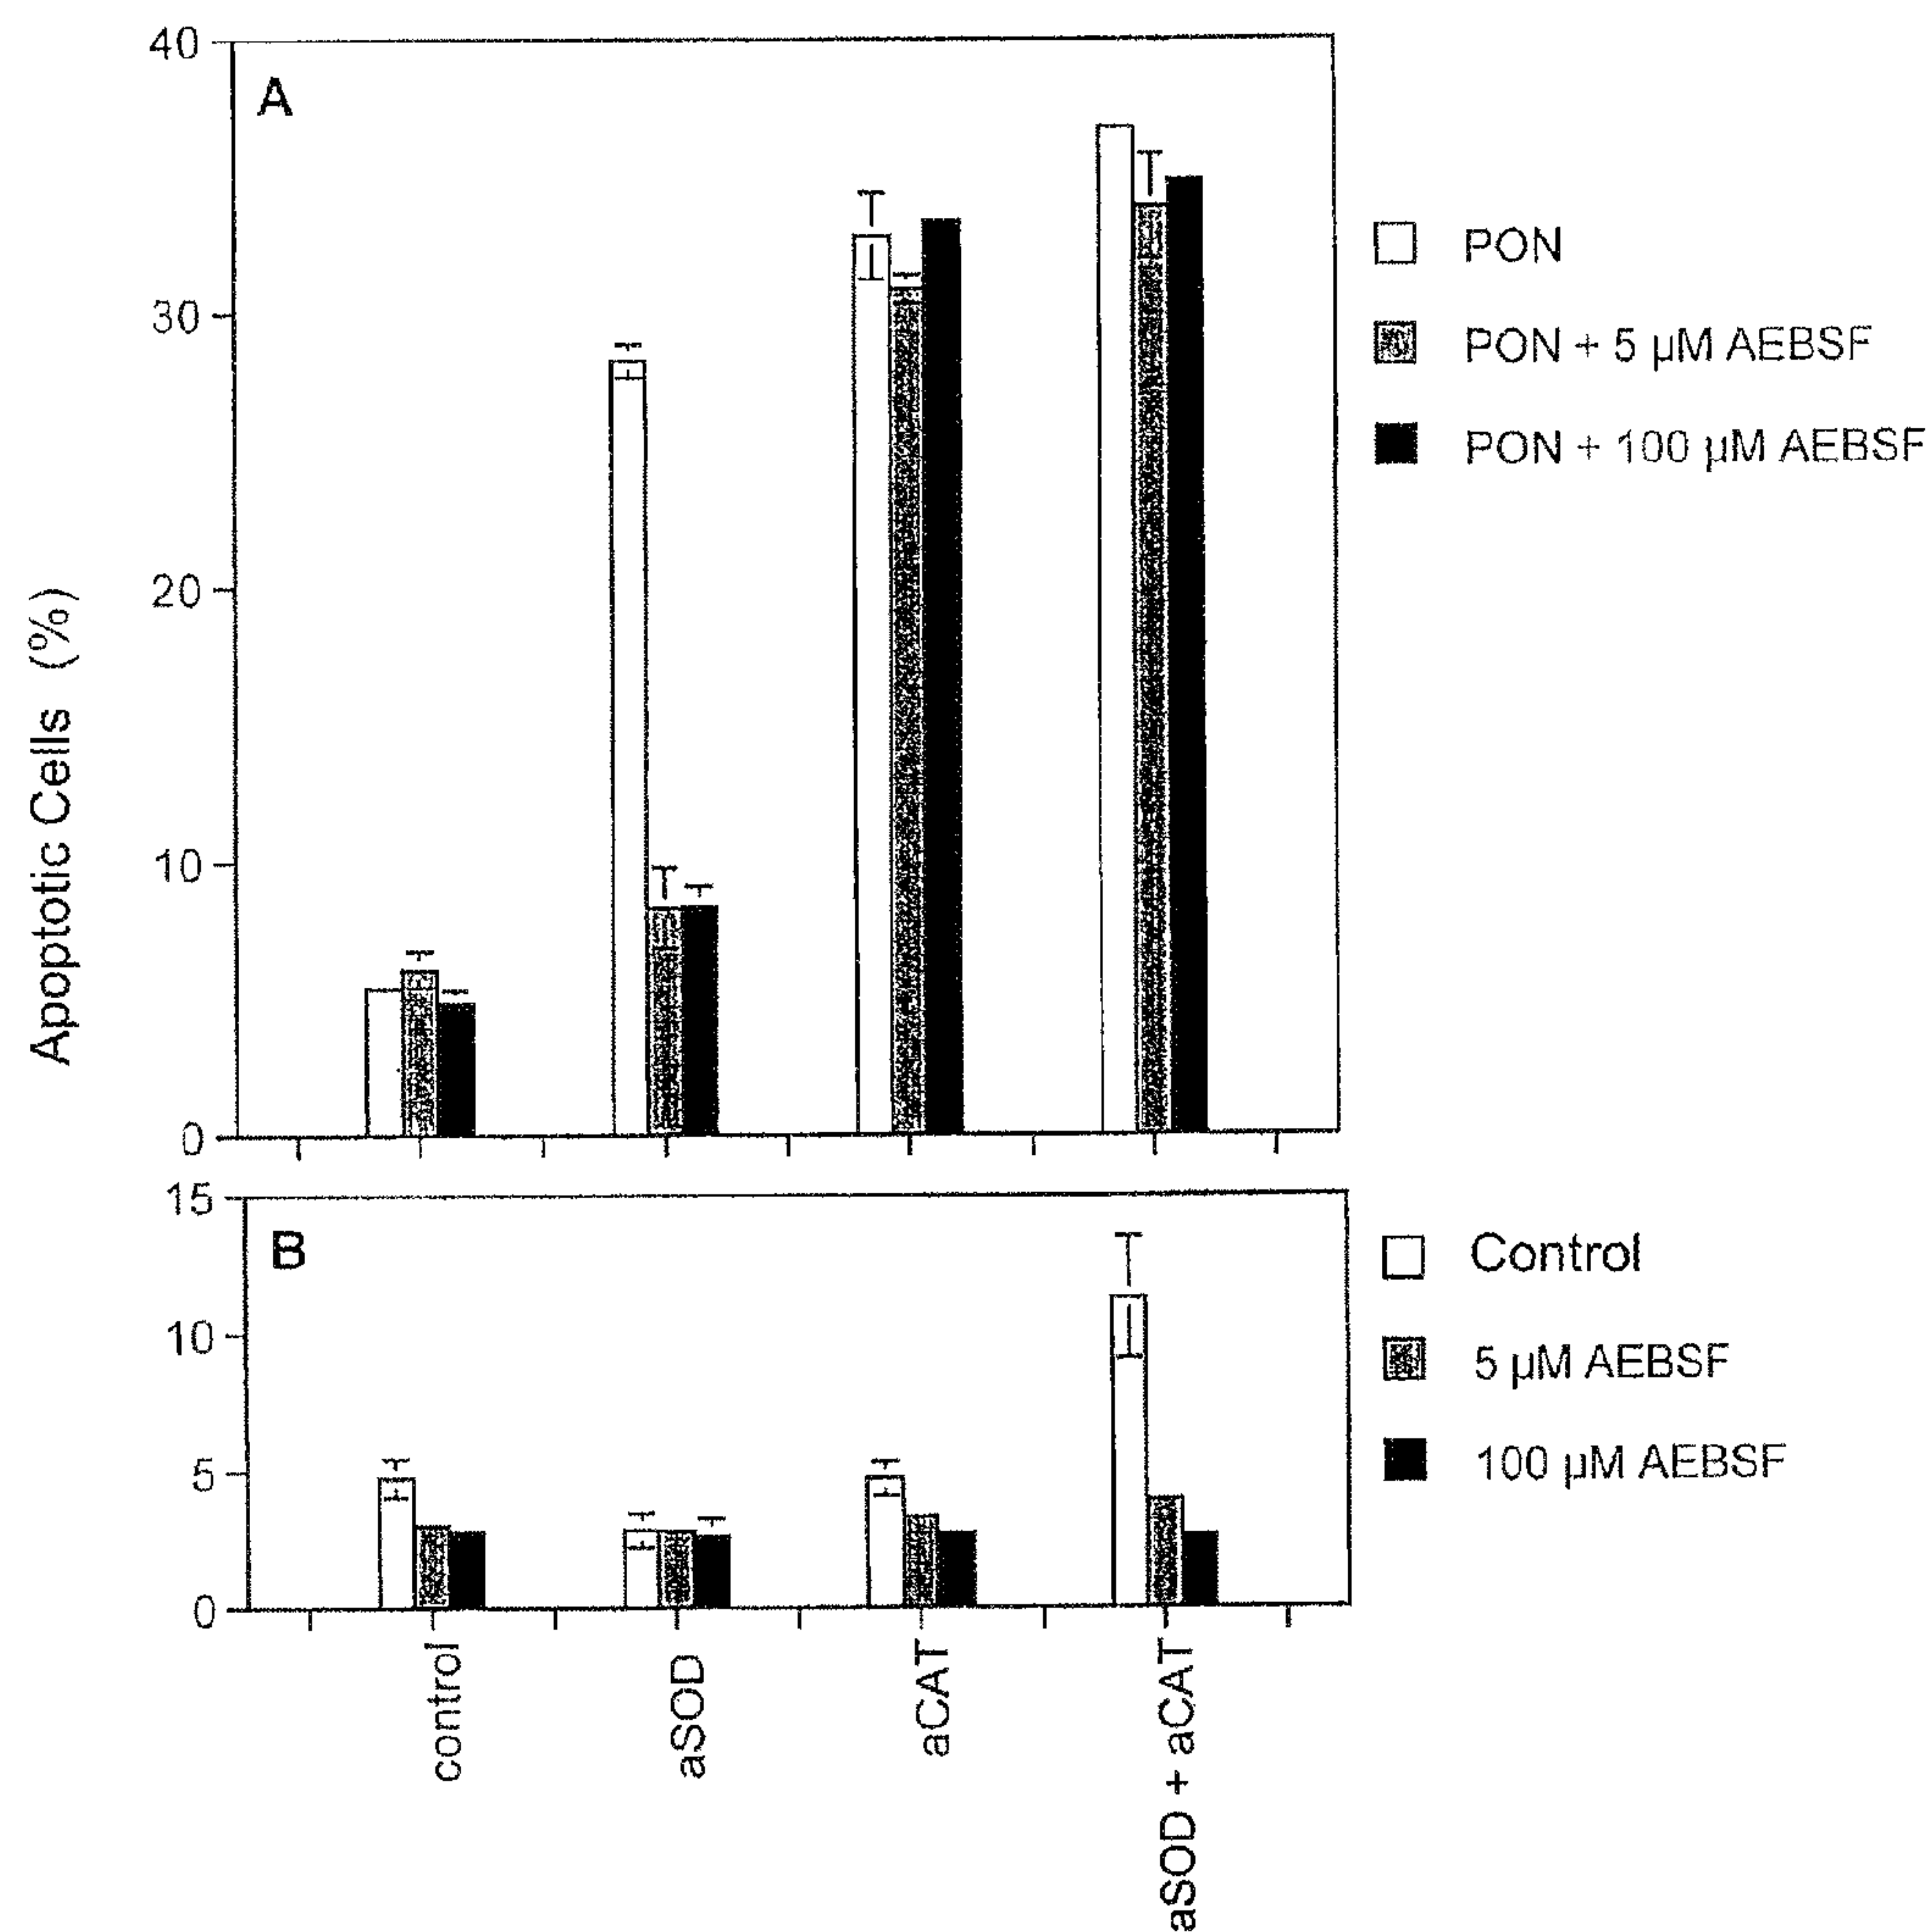 40
A
30
20
10
0
Apoptotic Cells (%)
PON
PON + 5 µM AEBSF
PON + 100 µM AEBSF
15
B
10
5
0
Control
5 µM AEBSF
100 µM AEBSF
control
aSOD
aCAT
aSOD + aCAT